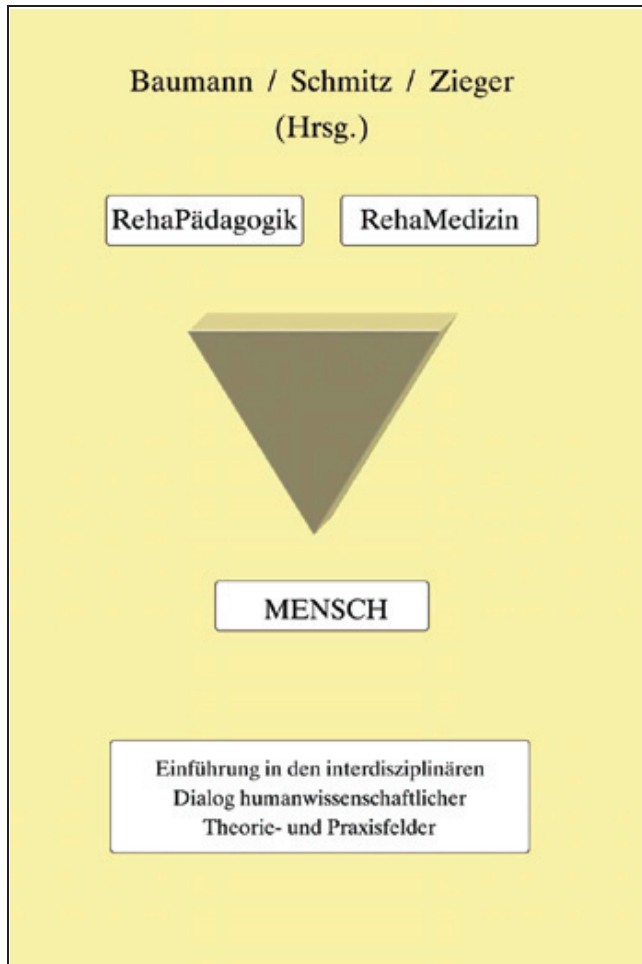 Baumann / Schmitz / Zieger
(Hrsg.)
RehaPädagogik
RehaMedizin
MENSCH
Einführung in den interdisziplinären
Dialog humanwissenschaftlicher
Theorie- und Praxisfelder